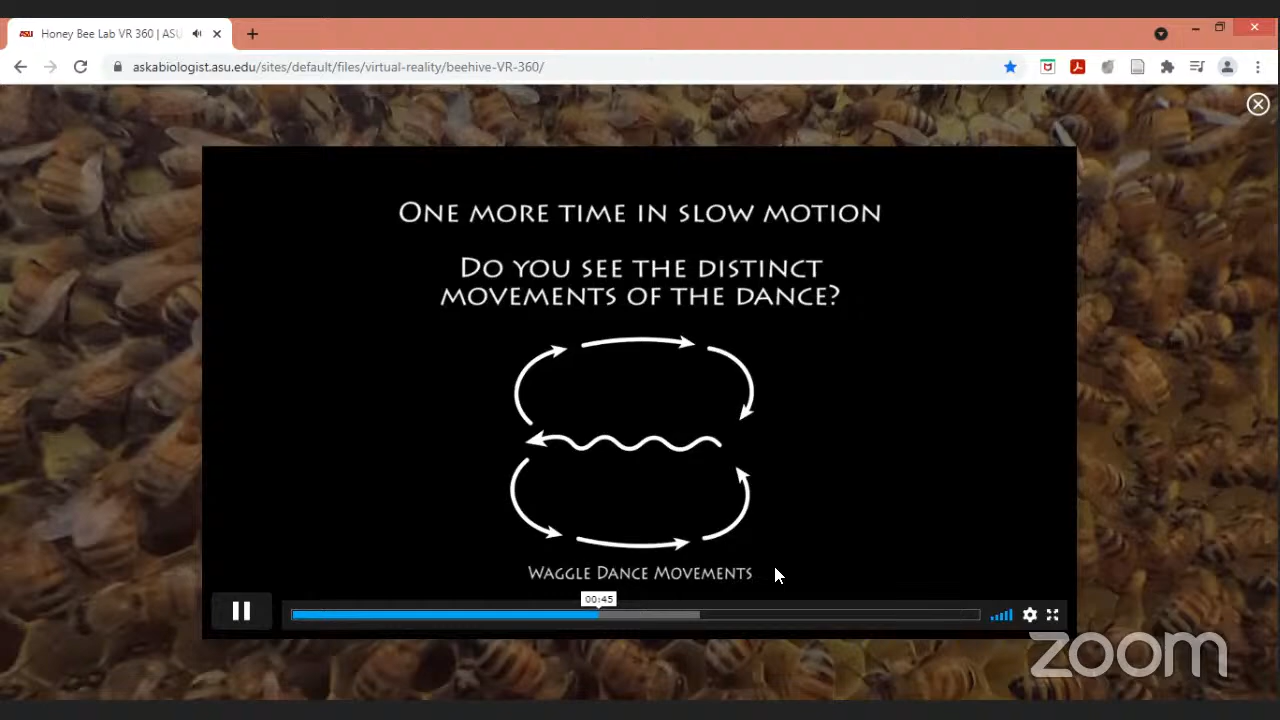 ASU Honey Bee Lab VR 360 | ASU
askabiologist.asu.edu/sites/default/files/virtual-reality/beehive-VR-360/
One more time in slow motion
Do you see the distinct
movements of the dance?
Waggle Dance Movements
00:45
zoom